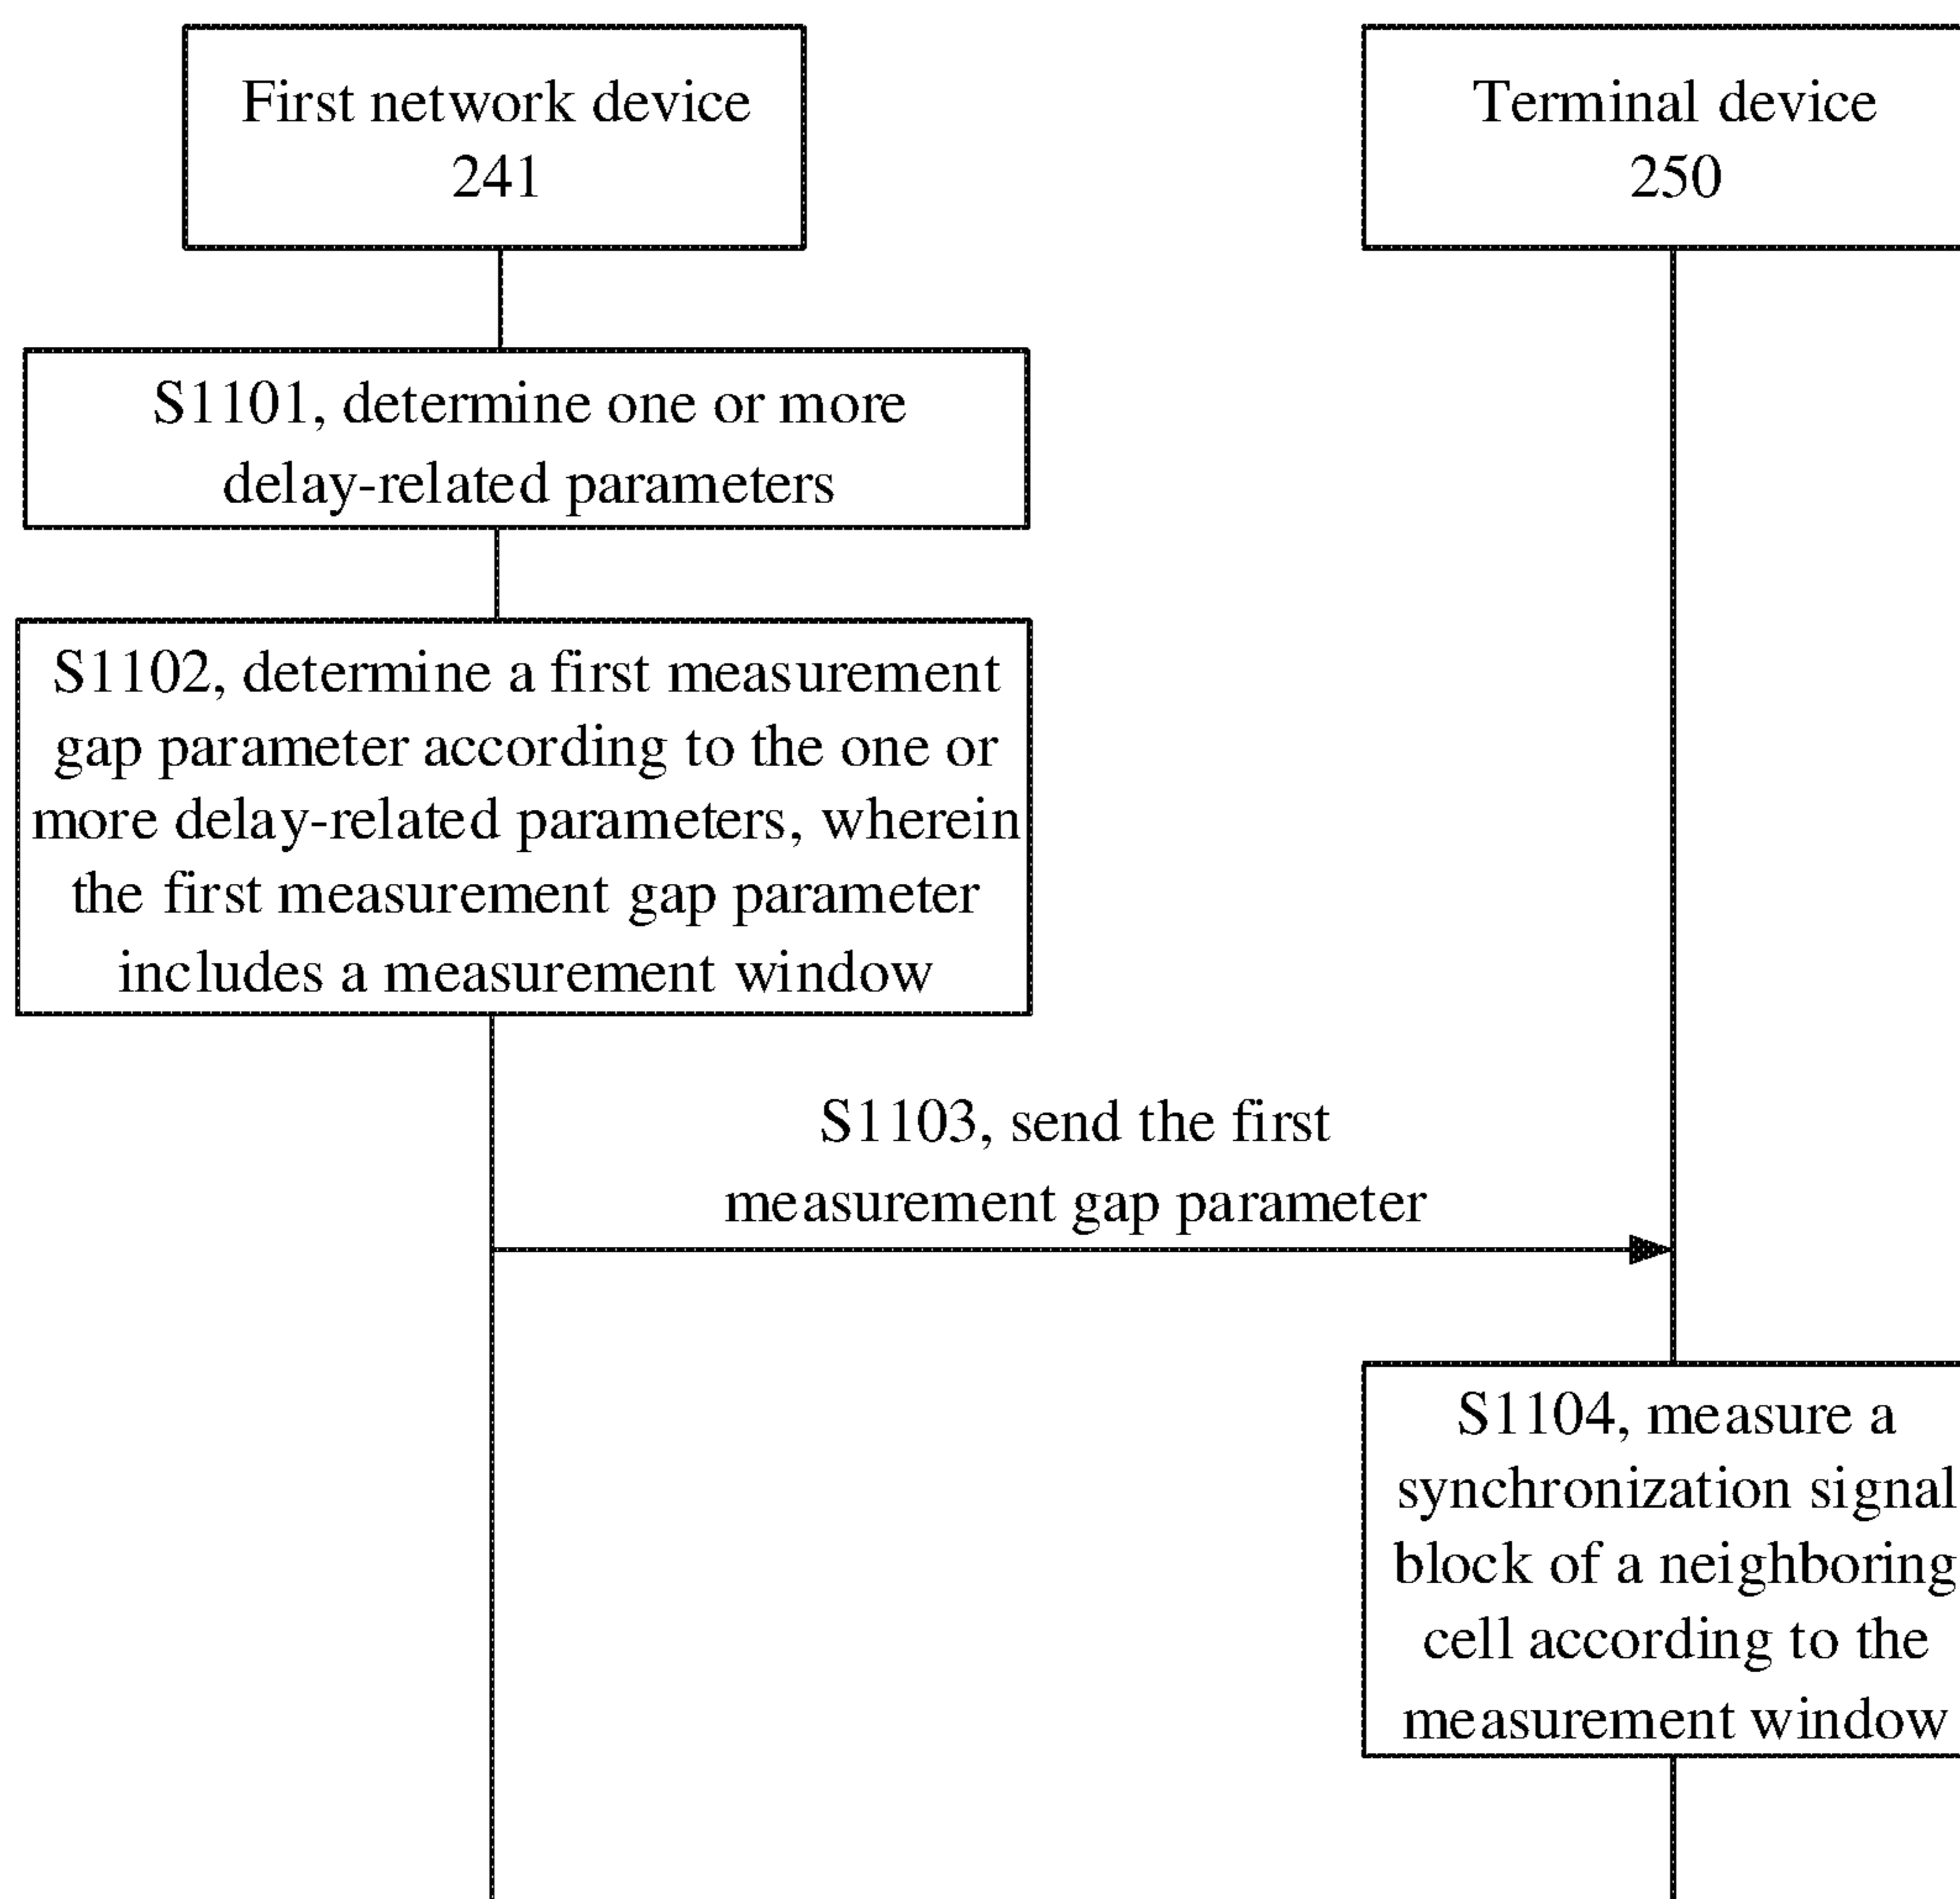 First network device
241
Terminal device
250
S1101, determine one or more
delay-related parameters
S1102, determine a first measurement
gap parameter according to the one or
more delay-related parameters, wherein
the first measurement gap parameter
includes a measurement window
S1103, send the first
measurement gap parameter
S1104, measure a
synchronization signal
block of a neighboring
cell according to the
measurement window